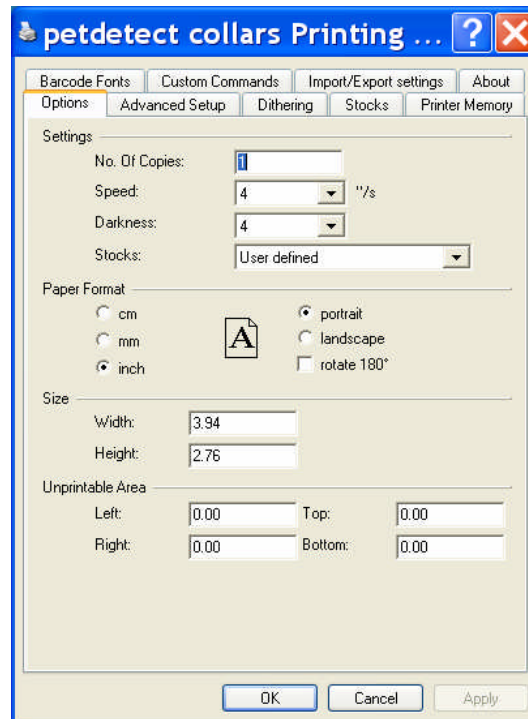 petdetect collars Printing ...
Barcode Fonts Custom Commands Import/Export settings About
Options Advanced Setup Dithering Stocks Printer Memory
Settings
No. Of Copies: 1
Speed: 4 "/s
Darkness: 4
Stocks: User defined
Paper Format
cm portrait
mm A landscape
inch rotate 180°
Size
Width: 3.94
Height: 2.76
Unprintable Area
Left: 0.00 Top: 0.00
Right: 0.00 Bottom: 0.00
OK Cancel Apply